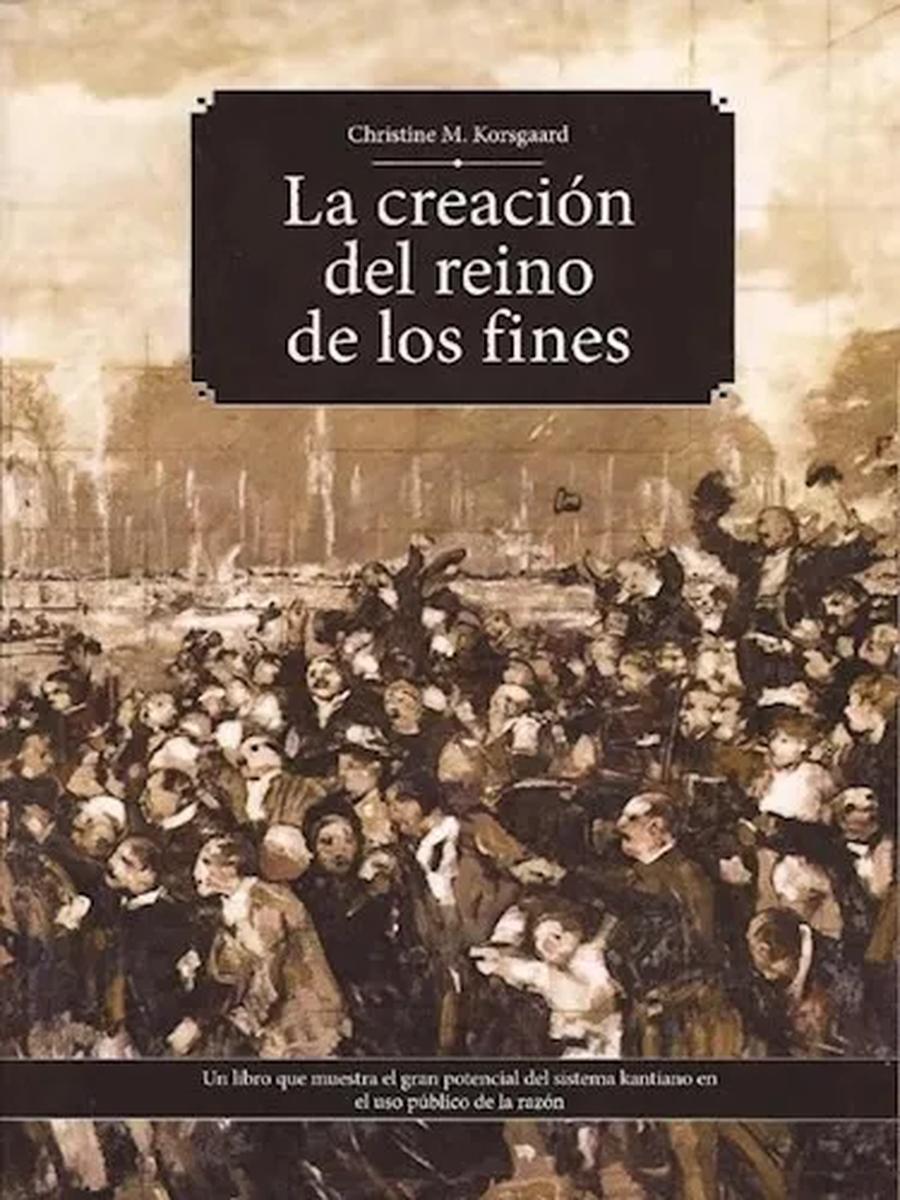 Christine M. Korsgaard
La creación
del reino
de los fines
Un libro que muestra el gran potencial del sistema kantiano en
el uso público de la razón